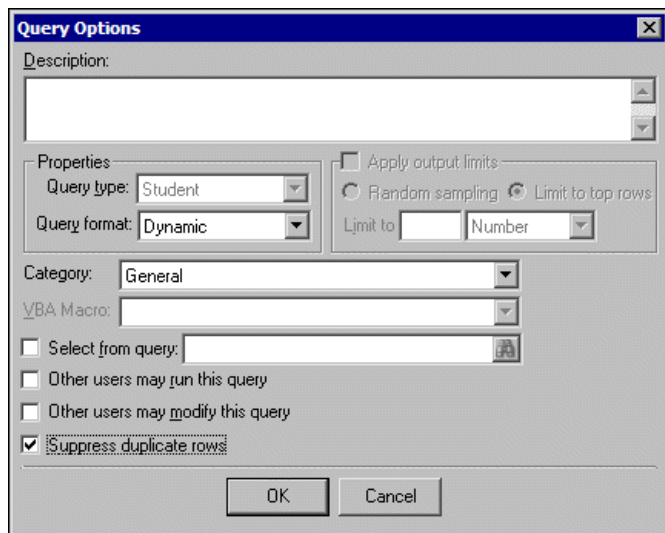 Query Options
Description:
Properties
Query type: Student
Query format: Dynamic
Apply output limits
Random sampling Limit to top rows
Limit to Number
Category: General
VBA Macro:
Select from query:
Other users may run this query
Other users may modify this query
Suppress duplicate rows
OK Cancel